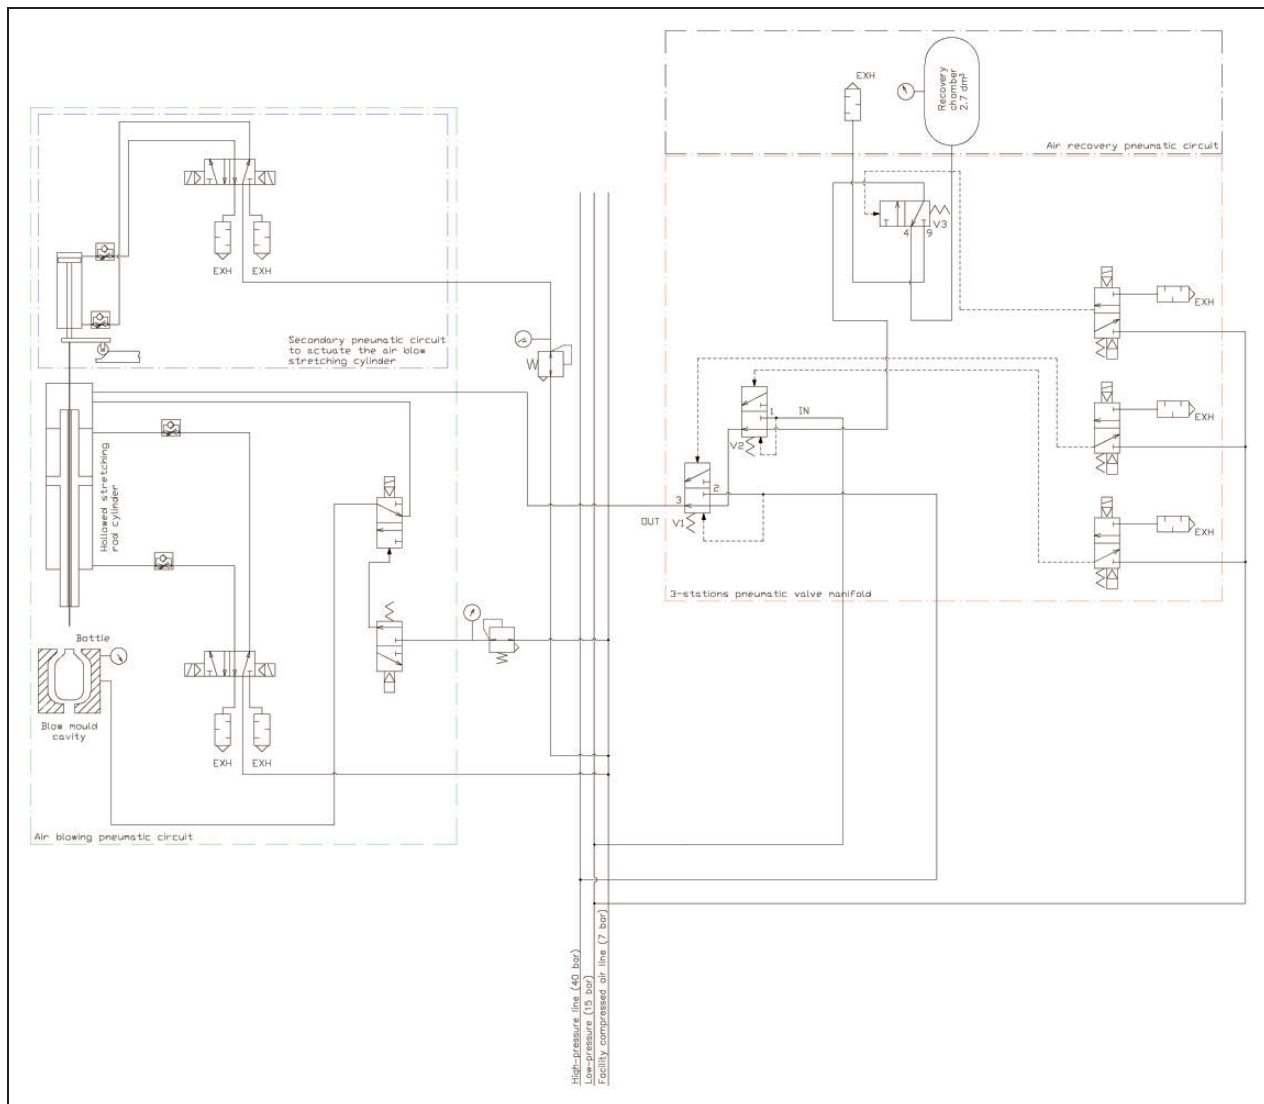 EXH
Recovery
chamber
2.7 dm³
Air recovery pneumatic circuit
V3
4
9
EXH
EXH
EXH
Secondary pneumatic circuit
to actuate the air blow
stretching cylinder
EXH
1
IN
V2
EXH
2
3
OUT
V1
EXH
3-stations pneumatic valve manifold
Hollowed stretching
rod cylinder
Bottle
Blow mould
cavity
EXH
EXH
Air blowing pneumatic circuit
High-pressure line (40 bar)
Low-pressure (15 bar)
Facility compressed air line (7 bar)